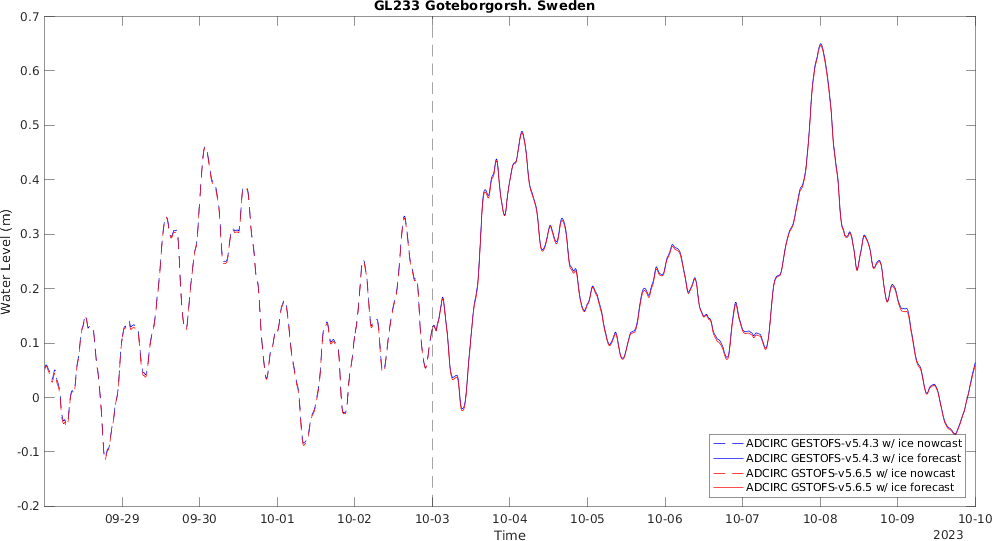 GL233 Goteborgorsh. Sweden
0.7
0.6
0.5
0.4
0.3
0.2
0.1
0
-0.1
-0.2
Water Level (m)
ADCIRC GESTOFS-v5.4.3 w/ ice nowcast
ADCIRC GESTOFS-v5.4.3 w/ ice forecast
ADCIRC GSTOFS-v5.6.5 w/ ice nowcast
ADCIRC GSTOFS-v5.6.5 w/ ice forecast
09-29 09-30 10-01 10-02 10-03 10-04 10-05 10-06 10-07 10-08 10-09 10-10
Time
2023